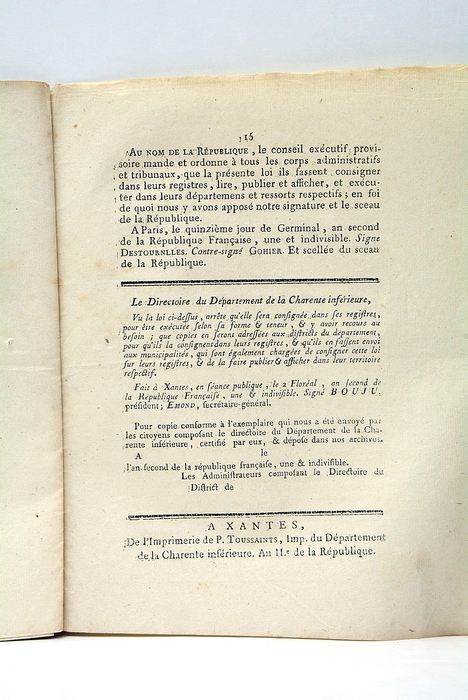 15
AU NOM DE LA RÉPUBLIQUE, le conseil exécutif provi-
soire mande et ordonne à tous les corps administratifs
et tribunaux, que la présente loi ils fassent consigner
dans leurs registres, lire, publier et afficher, et exécu-
ter dans leurs départemens et ressorts respectifs; en foi
de quoi nous y avons apposé notre signature et le sceau
de la République.
A Paris, le quinzième jour de Germinal, an second
de la République Française, une et indivisible. Signé
DESTOURNLLES. Contre-signé GOHIER. Et scellée du sceau
de la République.
Le Directoire du Département de la Charente inférieure,
Vu la loi ci-dessus, arrête qu'elle sera consignée dans ses registres,
pour être exécutée selon sa forme & teneur, & y avoir recours au
besoin; que copies en seront adressées aux districts du département,
pour qu'ils la consignent dans leurs registres, & qu'ils en fassent envoi
aux municipalités, qui sont également chargées de consigner cette loi
sur leurs registres, & de la faire publier & afficher dans leur territoire
respectif.
Fait à Xantes, en séance publique, le 2 Floréal, an second de
la République Française, une & indivisible. Signé BOUJU,
président; EMOND, secrétaire-général.
Pour copie conforme à l'exemplaire qui nous a été envoyé par
les citoyens composant le directoire du Département de la Cha-
rente inférieure, certifié par eux, & déposé dans nos archives.
A le
l'an second de la république française, une & indivisible.
Les Administrateurs composant le Directoire du
District de
A XANTES,
De l'Imprimerie de P. TOUSSAINTS, Imp. du Département
de la Charente inférieure. An II.e de la République.